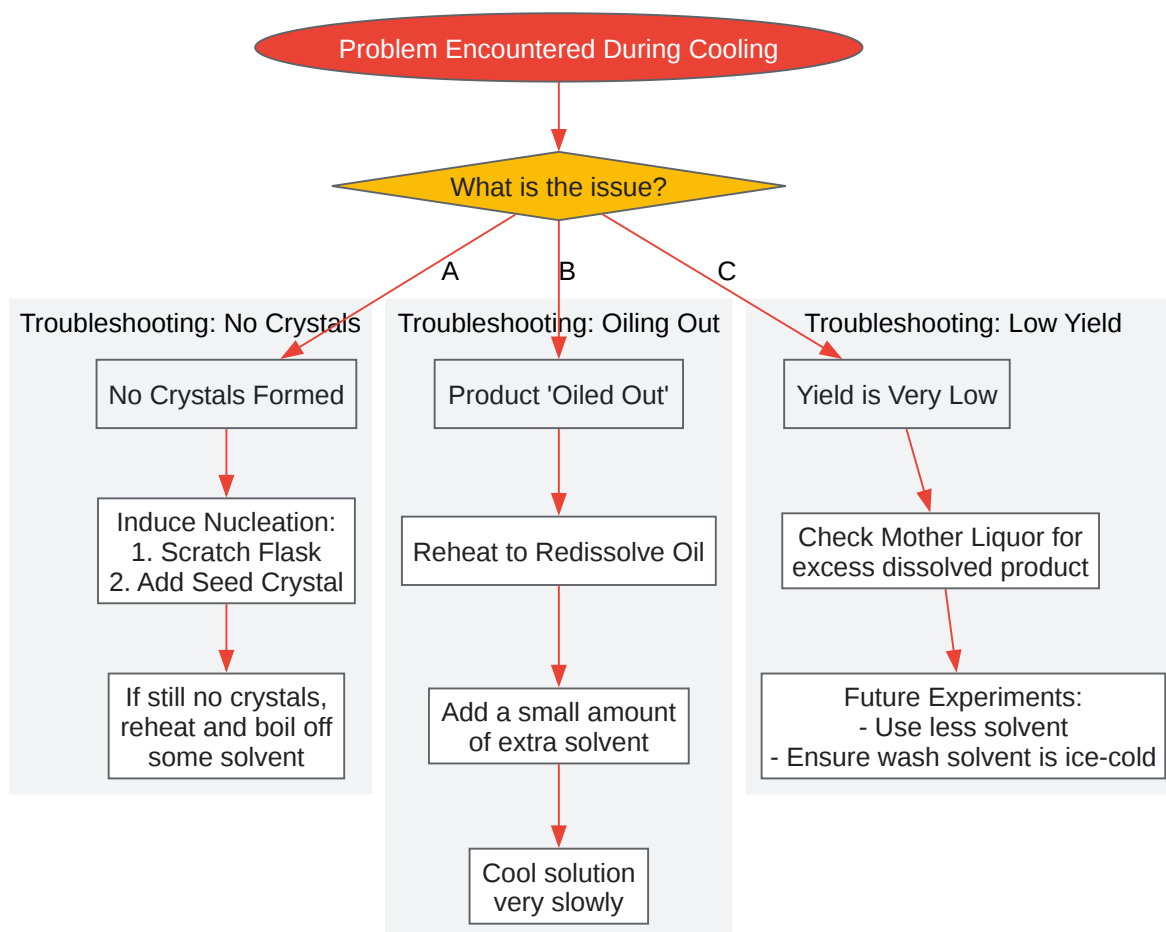 Problem Encountered During Cooling
What is the issue?
A
B
C
Troubleshooting: No Crystals
No Crystals Formed
Induce Nucleation:
1. Scratch Flask
2. Add Seed Crystal
If still no crystals,
reheat and boil off
some solvent
Troubleshooting: Oiling Out
Product 'Oiled Out'
Reheat to Redissolve Oil
Add a small amount
of extra solvent
Cool solution
very slowly
Troubleshooting: Low Yield
Yield is Very Low
Check Mother Liquor for
excess dissolved product
Future Experiments:
- Use less solvent
- Ensure wash solvent is ice-cold